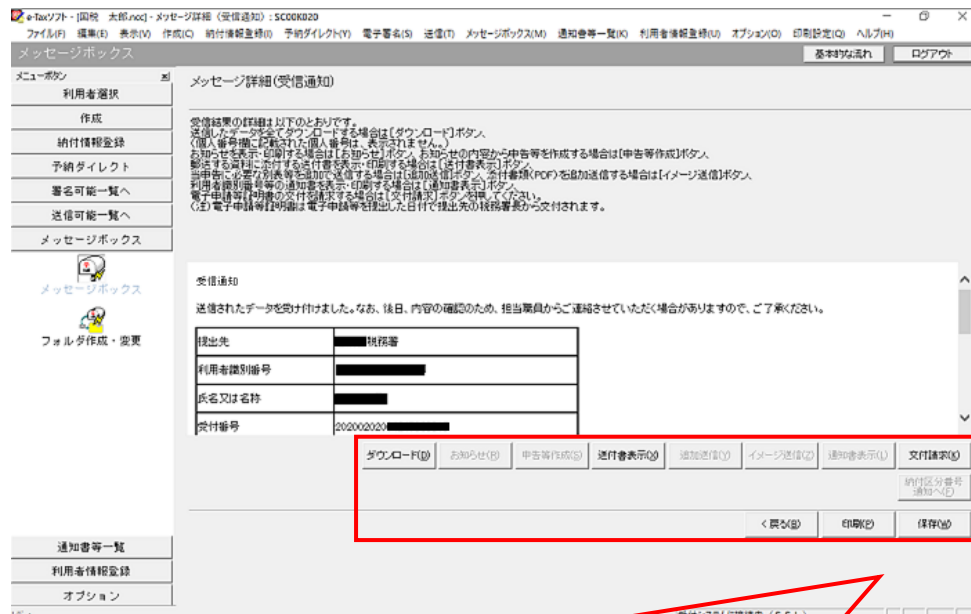 e-Taxソフト - [国税　太郎.ncc] - メッセージ詳細（受信通知）: SC00K020
ファイル(F) 編集(E) 表示(V) 作成(C) 納付情報登録(I) 予納ダイレクト(Y) 電子署名(S) 送信(T) メッセージボックス(M) 通知書等一覧(K) 利用者情報登録(U) オプション(O) 印刷設定(Q) ヘルプ(H)
メッセージボックス
基本的な流れ
ログアウト
メニューボタン
利用者選択
作成
納付情報登録
予納ダイレクト
署名可能一覧へ
送信可能一覧へ
メッセージボックス
メッセージボックス
フォルダ作成・変更
通知書等一覧
利用者情報登録
オプション
メッセージ詳細(受信通知)
受信結果の詳細は以下のとおりです。
送信したデータを全てダウンロードする場合は[ダウンロード]ボタン、
(個人番号欄に記載された個人番号は、表示されません。)
お知らせを表示・印刷する場合は[お知らせ]ボタン、お知らせの内容から申告等を作成する場合は[申告等作成]ボタン、
郵送する資料に添付する送付書を表示・印刷する場合は[送付書表示]ボタン、
当申告に必要な別表等を追加で送信する場合は[追加送信]ボタン、添付書類(PDF)を追加送信する場合は[イメージ送信]ボタン、
利用者識別番号等の通知書を表示・印刷する場合は[通知書表示]ボタン、
電子申請等証明書の交付を請求する場合は[交付請求]ボタンを押してください。
(注)電子申請等証明書は電子申請等を提出した日付で提出先の税務署長から交付されます。
受信通知
送信されたデータを受け付けました。なお、後日、内容の確認のため、担当職員からご連絡させていただく場合がありますので、ご了承ください。
提出先 税務署
利用者識別番号
氏名又は名称
受付番号 202002020
ダウンロード(D) お知らせ(R) 申告等作成(S) 送付書表示(X) 追加送信(Y) イメージ送信(Z) 通知書表示(L) 交付請求(K)
納付区分番号
通知へ(F)
< 戻る(B) 印刷(P) 保存(W)